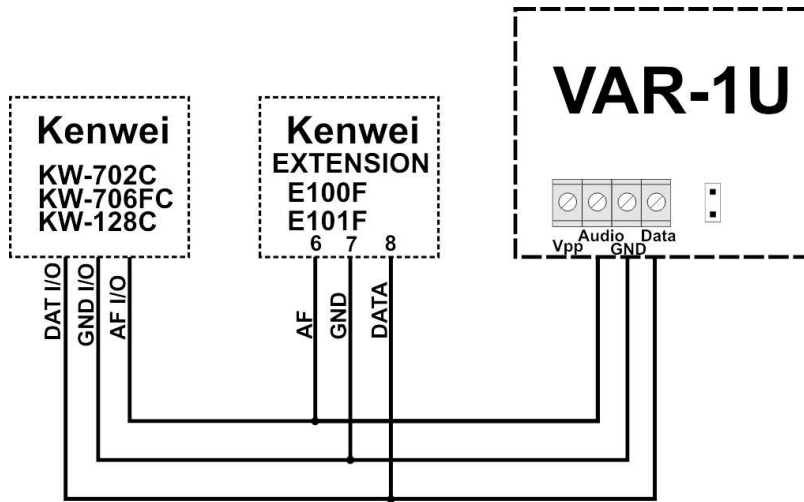 VAR-1U
Kenwei
KW-702C
KW-706FC
KW-128C
Kenwei
EXTENSION
E100F
E101F
6 7 8
Vpp Audio GND Data
DAT I/O
GND I/O
AF I/O
AF
GND
DATA